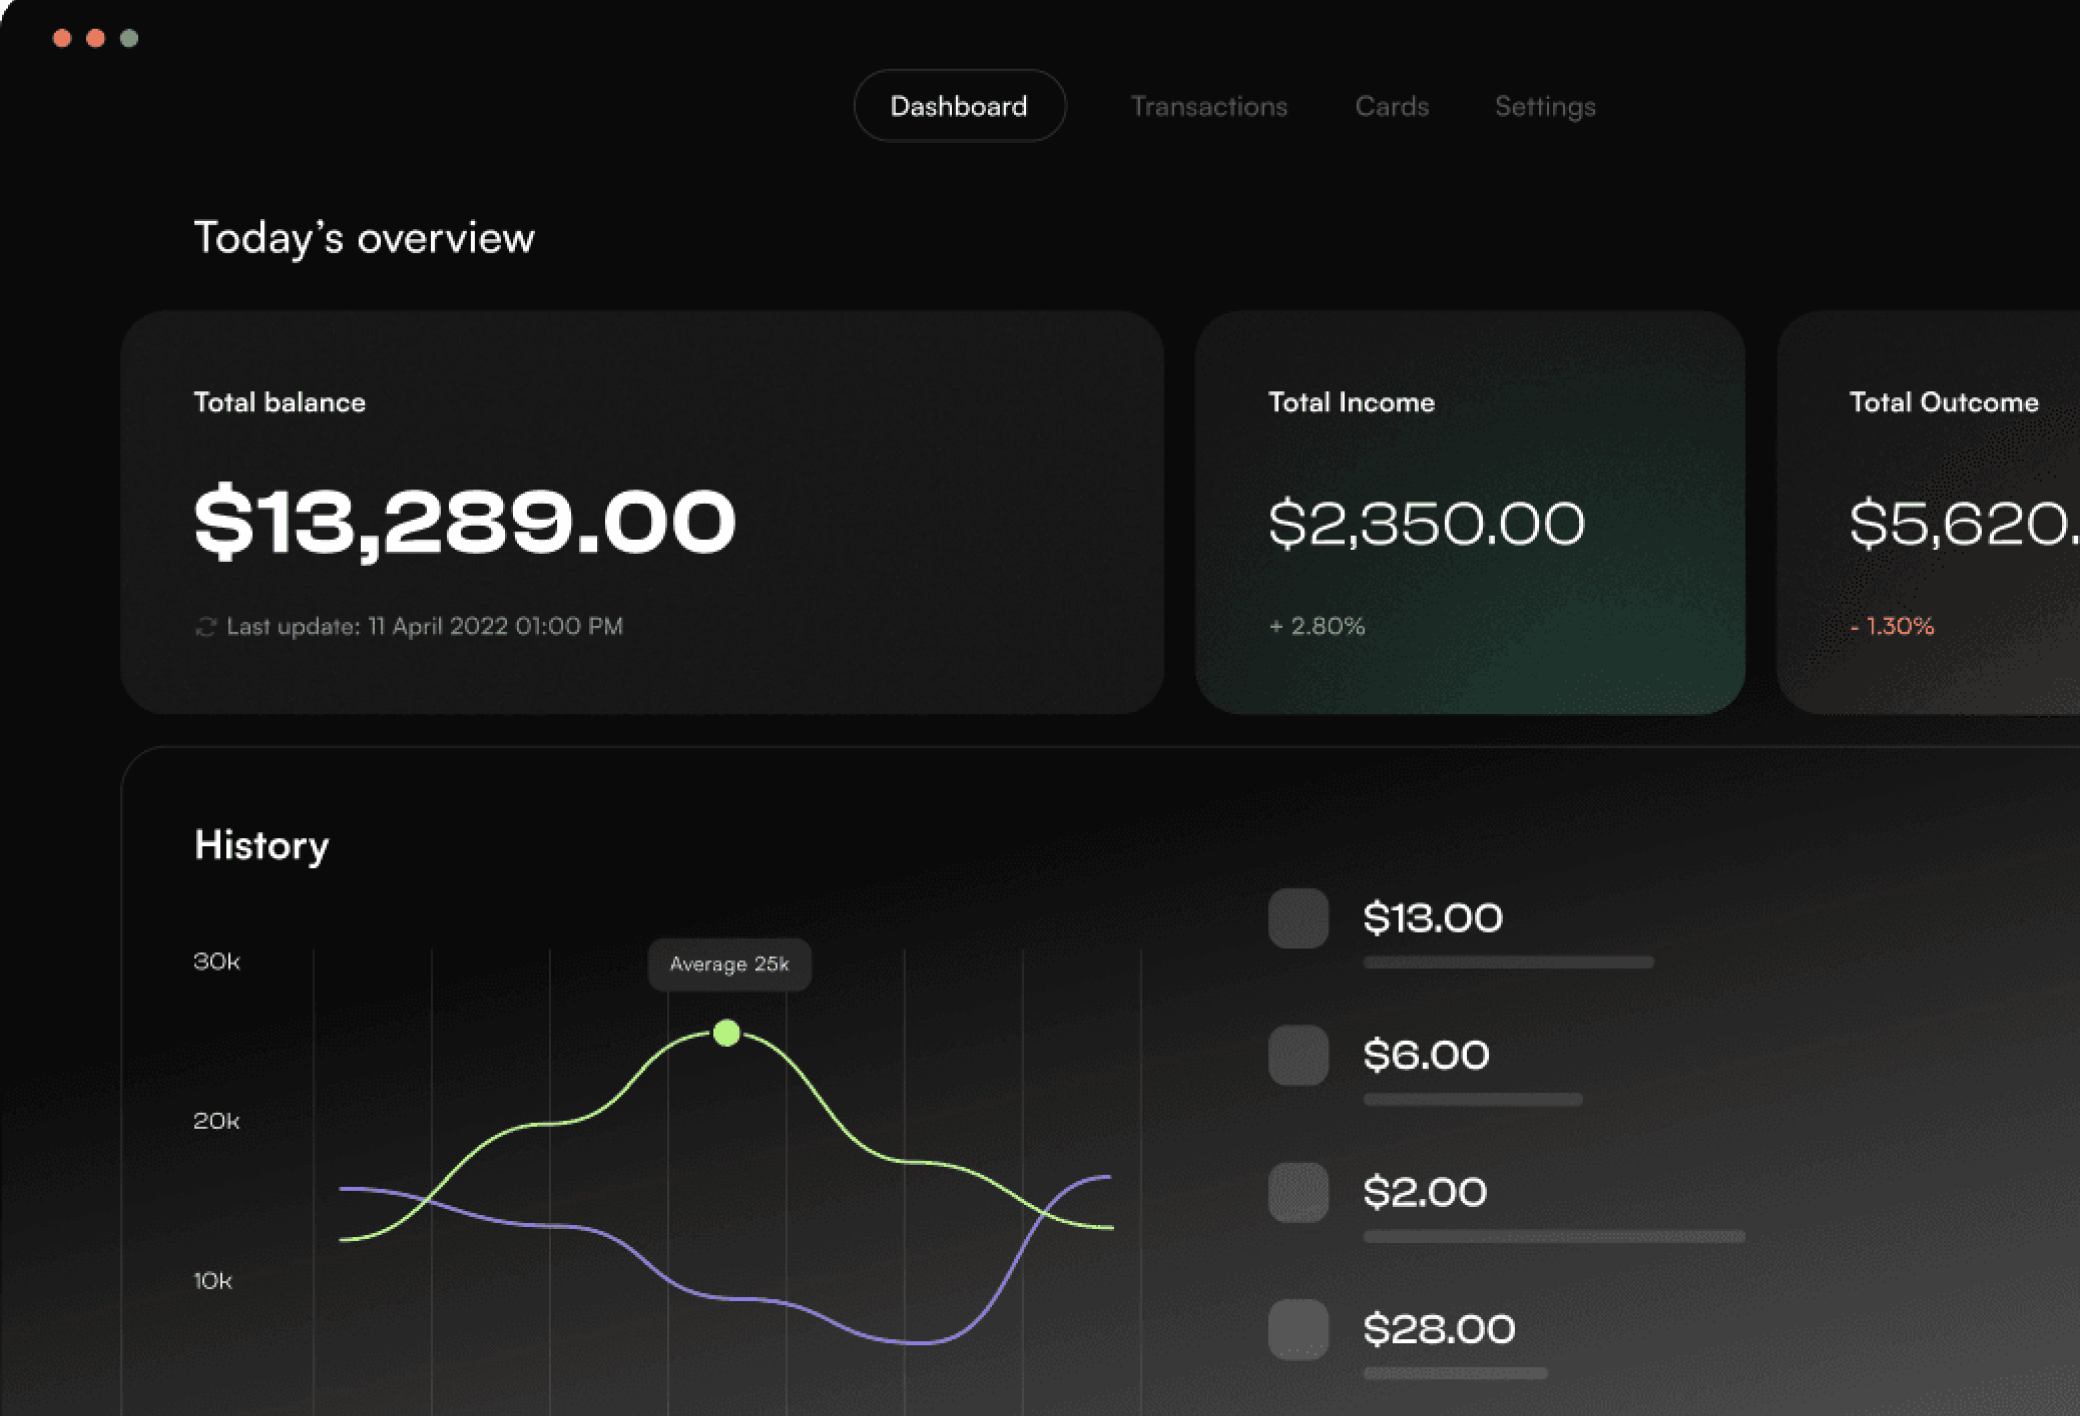 Dashboard Transactions Cards Settings
Today’s overview
Total balance
$13,289.00
Last update: 11 April 2022 01:00 PM
Total Income
$2,350.00
+ 2.80%
Total Outcome
$5,620.
- 1.30%
History
30k
20k
10k
Average 25k
$13.00
$6.00
$2.00
$28.00